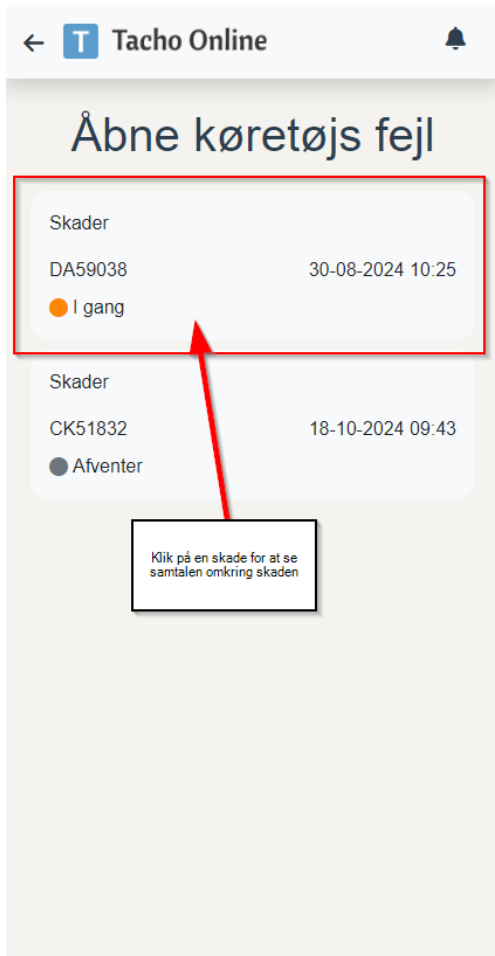 T Tacho Online
Åbne køretøjs fejl
Skader
DA59038 30-08-2024 10:25
I gang
Skader
CK51832 18-10-2024 09:43
Afventer
Klik på en skade for at se
samtalen omkring skaden